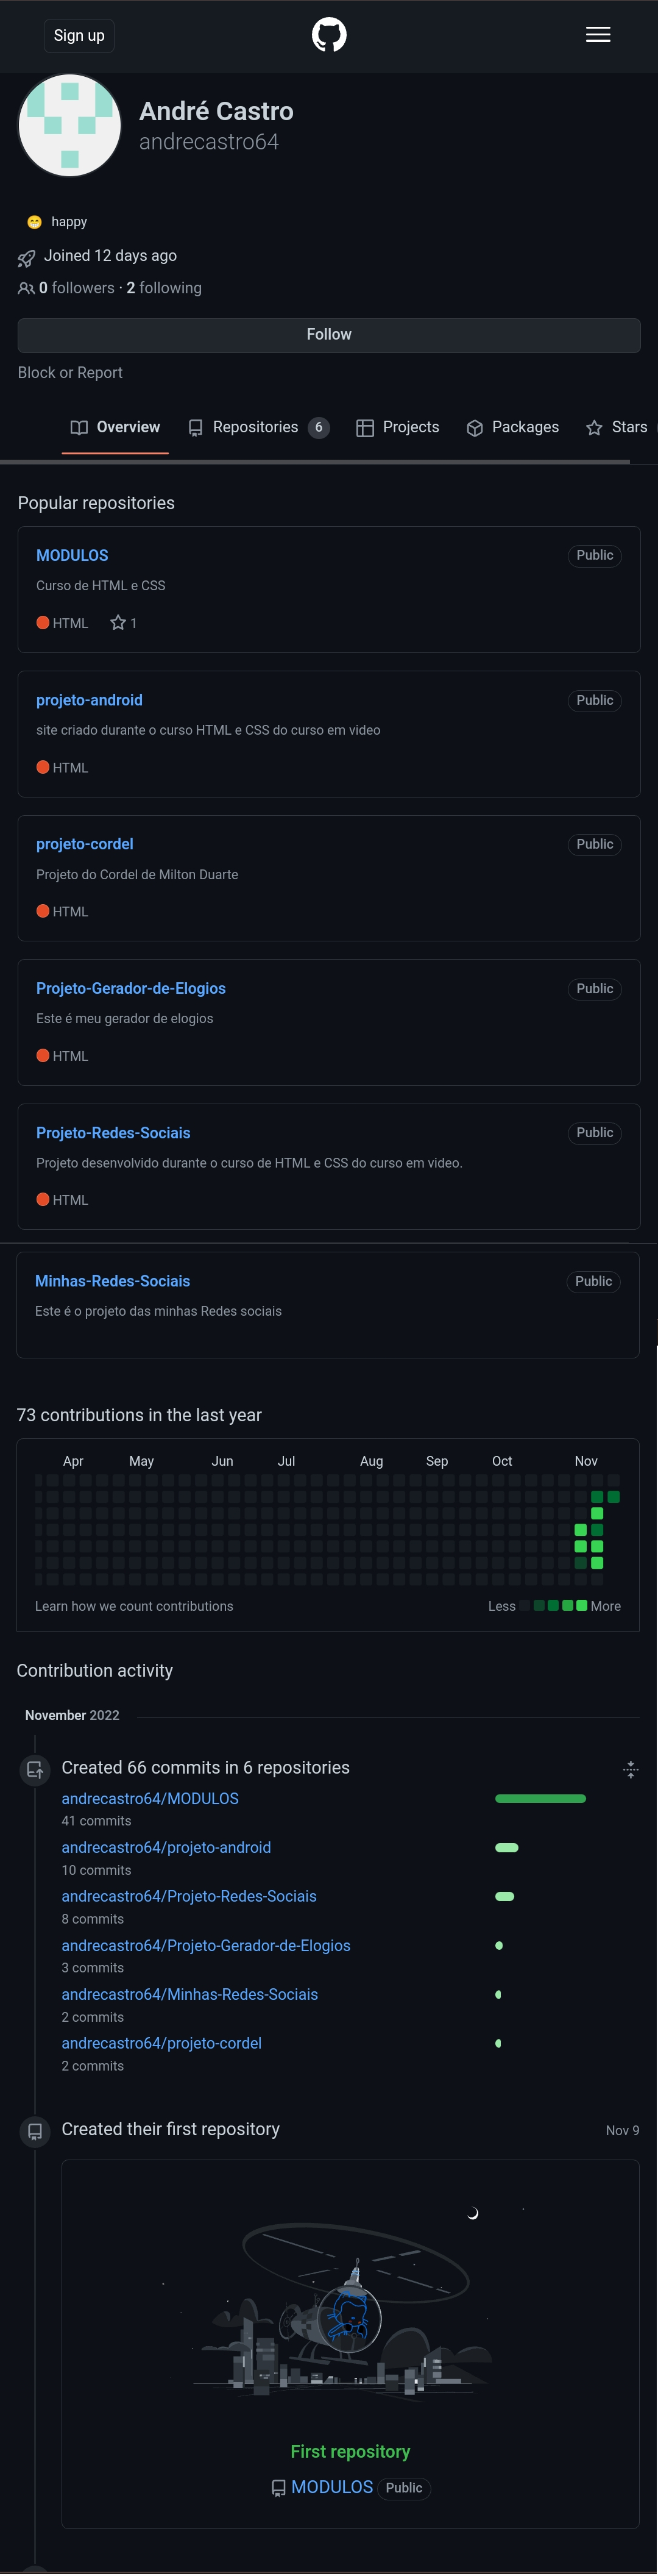 Sign up
André Castro
andrecastro64
😁 happy
Joined 12 days ago
0 followers · 2 following
Follow
Block or Report
Overview Repositories 6 Projects Packages Stars
Popular repositories
MODULOS Public
Curso de HTML e CSS
HTML 1
projeto-android Public
site criado durante o curso HTML e CSS do curso em video
HTML
projeto-cordel Public
Projeto do Cordel de Milton Duarte
HTML
Projeto-Gerador-de-Elogios Public
Este é meu gerador de elogios
HTML
Projeto-Redes-Sociais Public
Projeto desenvolvido durante o curso de HTML e CSS do curso em video.
HTML
Minhas-Redes-Sociais Public
Este é o projeto das minhas Redes sociais
73 contributions in the last year
Apr May Jun Jul Aug Sep Oct Nov
Learn how we count contributions Less More
Contribution activity
November 2022
Created 66 commits in 6 repositories
andrecastro64/MODULOS
41 commits
andrecastro64/projeto-android
10 commits
andrecastro64/Projeto-Redes-Sociais
8 commits
andrecastro64/Projeto-Gerador-de-Elogios
3 commits
andrecastro64/Minhas-Redes-Sociais
2 commits
andrecastro64/projeto-cordel
2 commits
Created their first repository Nov 9
First repository
MODULOS Public